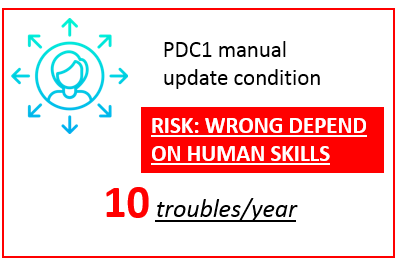 PDC1 manual
update condition
RISK: WRONG DEPEND
ON HUMAN SKILLS
10 troubles/year